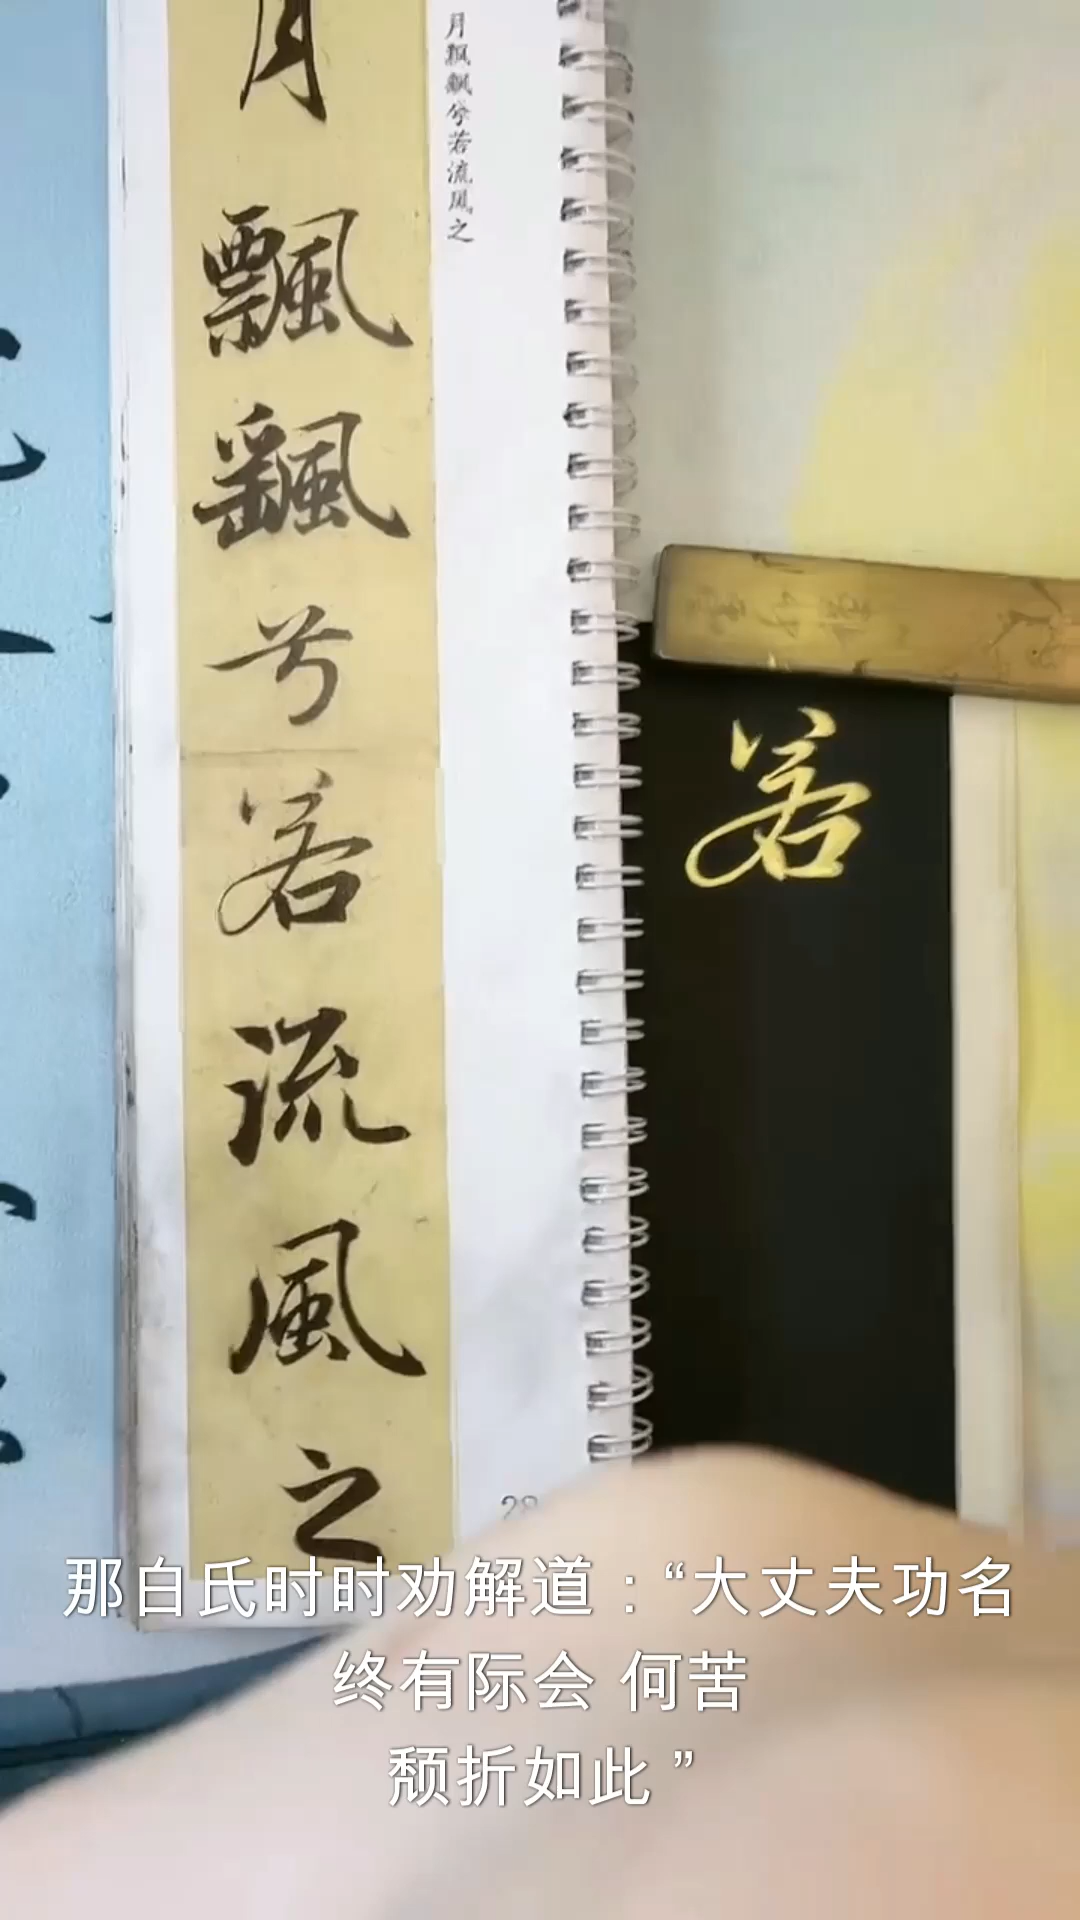 月飘飖兮若流风之
月飄颻兮若流風之
若
28
那白氏时时劝解道：“大丈夫功名
终有际会 何苦
颓折如此 ”